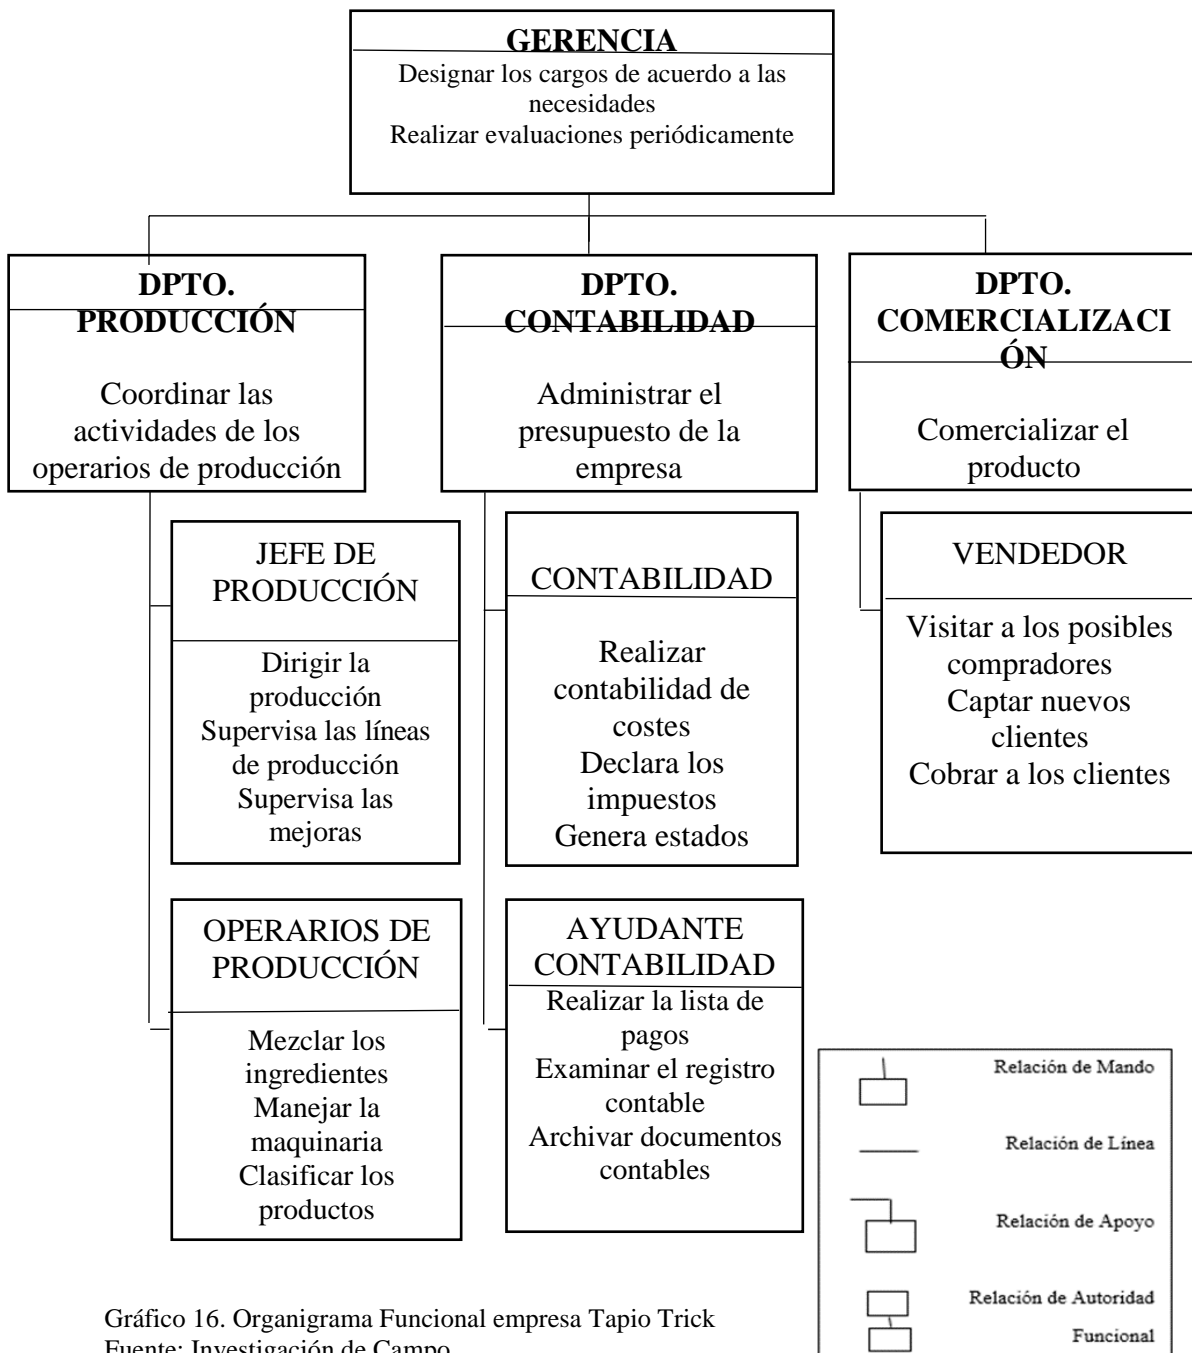 GERENCIA
Designar los cargos de acuerdo a las
necesidades
Realizar evaluaciones periódicamente
DPTO.
PRODUCCIÓN
Coordinar las
actividades de los
operarios de producción
DPTO.
CONTABILIDAD
Administrar el
presupuesto de la
empresa
DPTO.
COMERCIALIZACI
ÓN
Comercializar el
producto
JEFE DE
PRODUCCIÓN
Dirigir la
producción
Supervisa las líneas
de producción
Supervisa las
mejoras
CONTABILIDAD
Realizar
contabilidad de
costes
Declara los
impuestos
Genera estados
VENDEDOR
Visitar a los posibles
compradores
Captar nuevos
clientes
Cobrar a los clientes
OPERARIOS DE
PRODUCCIÓN
Mezclar los
ingredientes
Manejar la
maquinaria
Clasificar los
productos
AYUDANTE
CONTABILIDAD
Realizar la lista de
pagos
Examinar el registro
contable
Archivar documentos
contables
Relación de Mando
Relación de Línea
Relación de Apoyo
Relación de Autoridad
Funcional
Gráfico 16. Organigrama Funcional empresa Tapio Trick
Fuente: Investigación de Campo